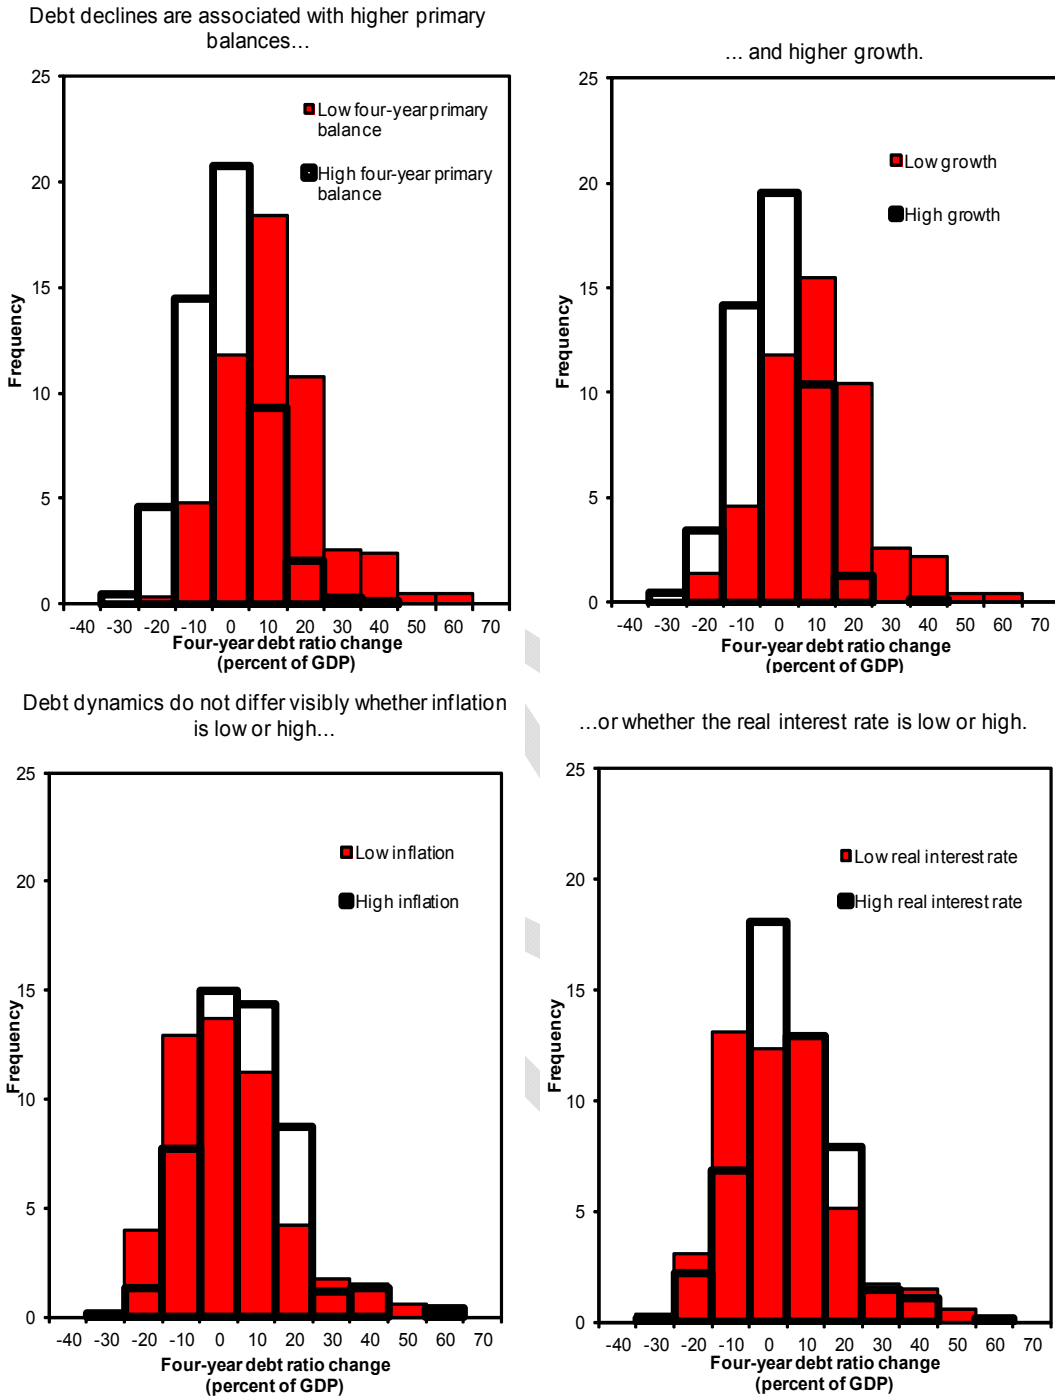 Debt declines are associated with higher primary
balances...
25
20
15
10
5
0
Frequency
Low four-year primary
balance
High four-year primary
balance
-40 -30 -20 -10 0 10 20 30 40 50 60 70
Four-year debt ratio change
(percent of GDP)
... and higher growth.
25
20
15
10
5
0
Frequency
Low growth
High growth
-40 -30 -20 -10 0 10 20 30 40 50 60 70
Four-year debt ratio change
(percent of GDP)
Debt dynamics do not differ visibly whether inflation
is low or high...
25
20
15
10
5
0
Frequency
Low inflation
High inflation
-40 -30 -20 -10 0 10 20 30 40 50 60 70
Four-year debt ratio change
(percent of GDP)
...or whether the real interest rate is low or high.
25
20
15
10
5
0
Frequency
Low real interest rate
High real interest rate
-40 -30 -20 -10 0 10 20 30 40 50 60 70
Four-year debt ratio change
(percent of GDP)